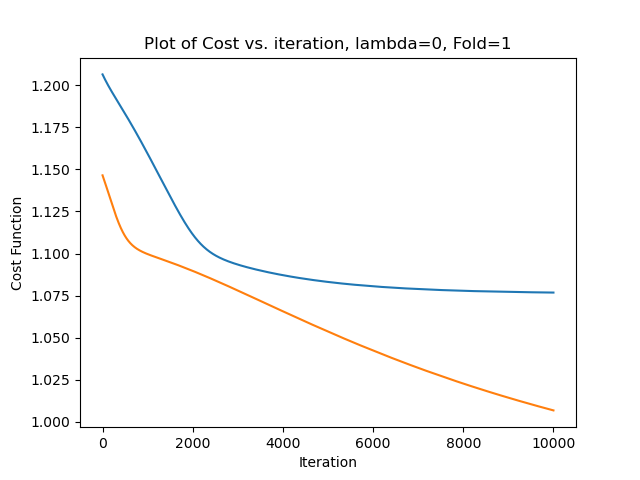 Plot of Cost vs. iteration, lambda=0, Fold=1
1.200
1.175
1.150
1.125
1.100
1.075
1.050
1.025
1.000
Cost Function
0 2000 4000 6000 8000 10000
Iteration